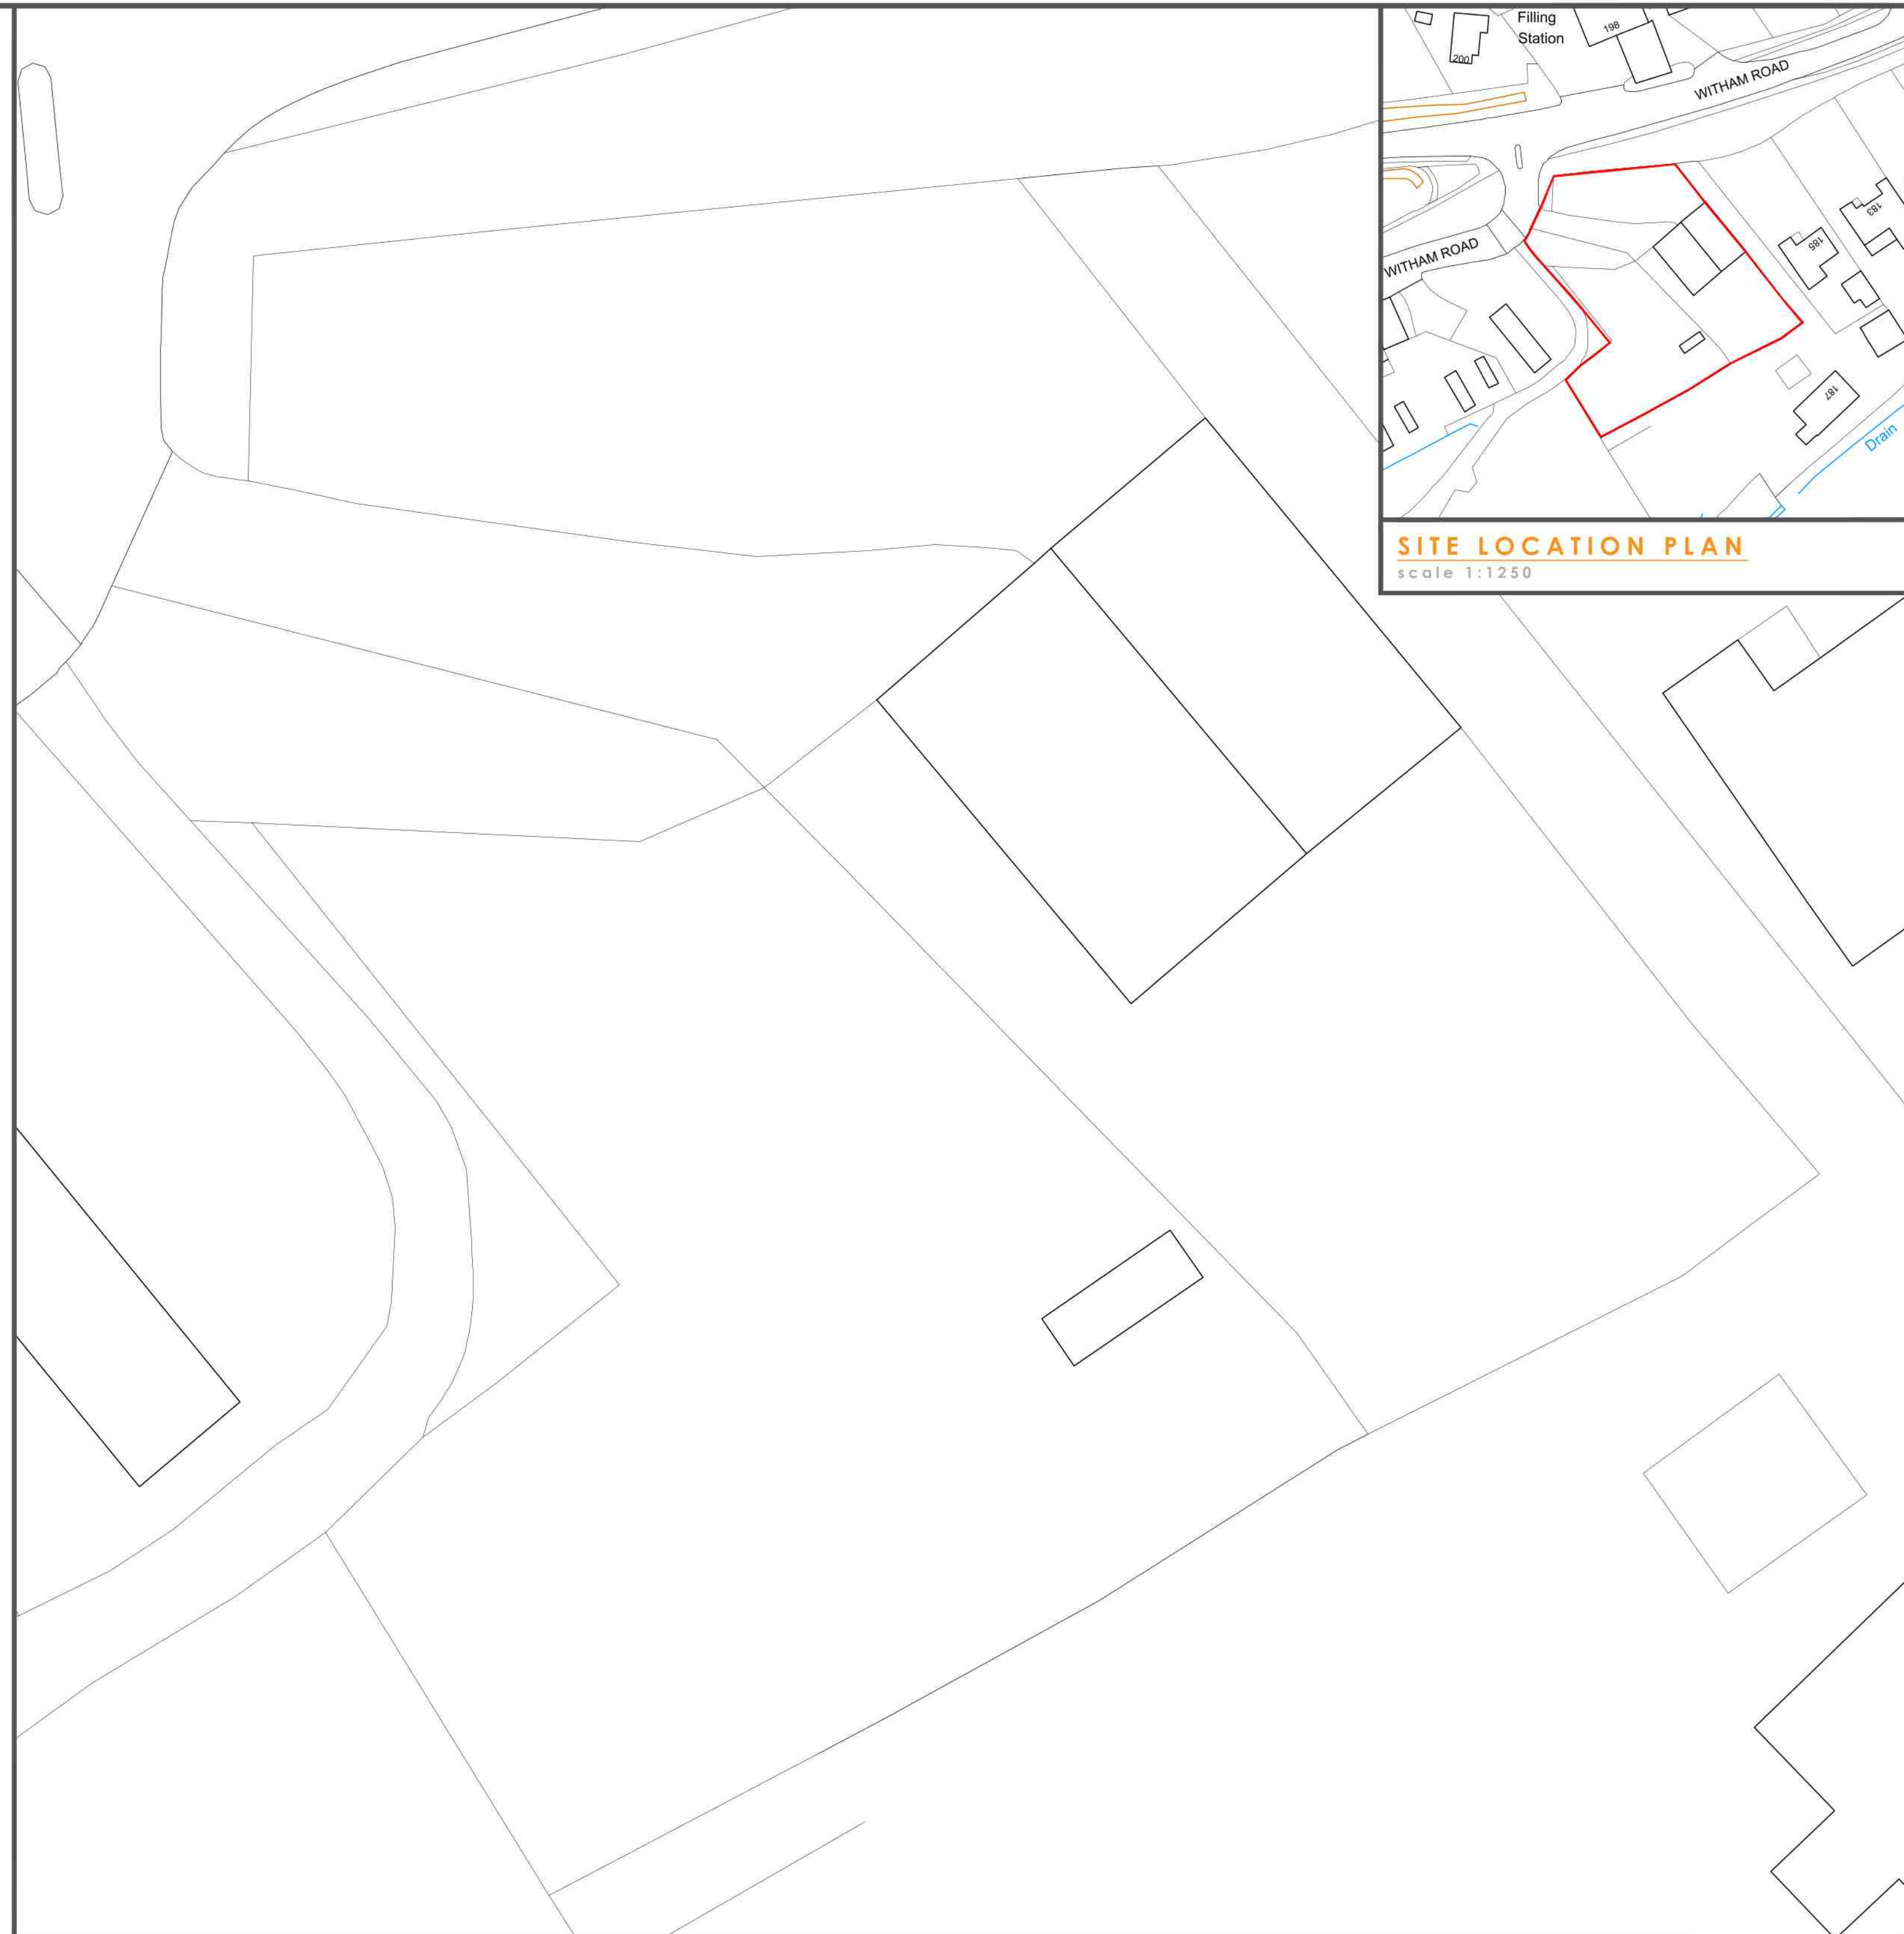 Filling
Station
198
200
WITHAM ROAD
183
185
WITHAM ROAD
187
Drain
SITE LOCATION PLAN
scale 1:1250